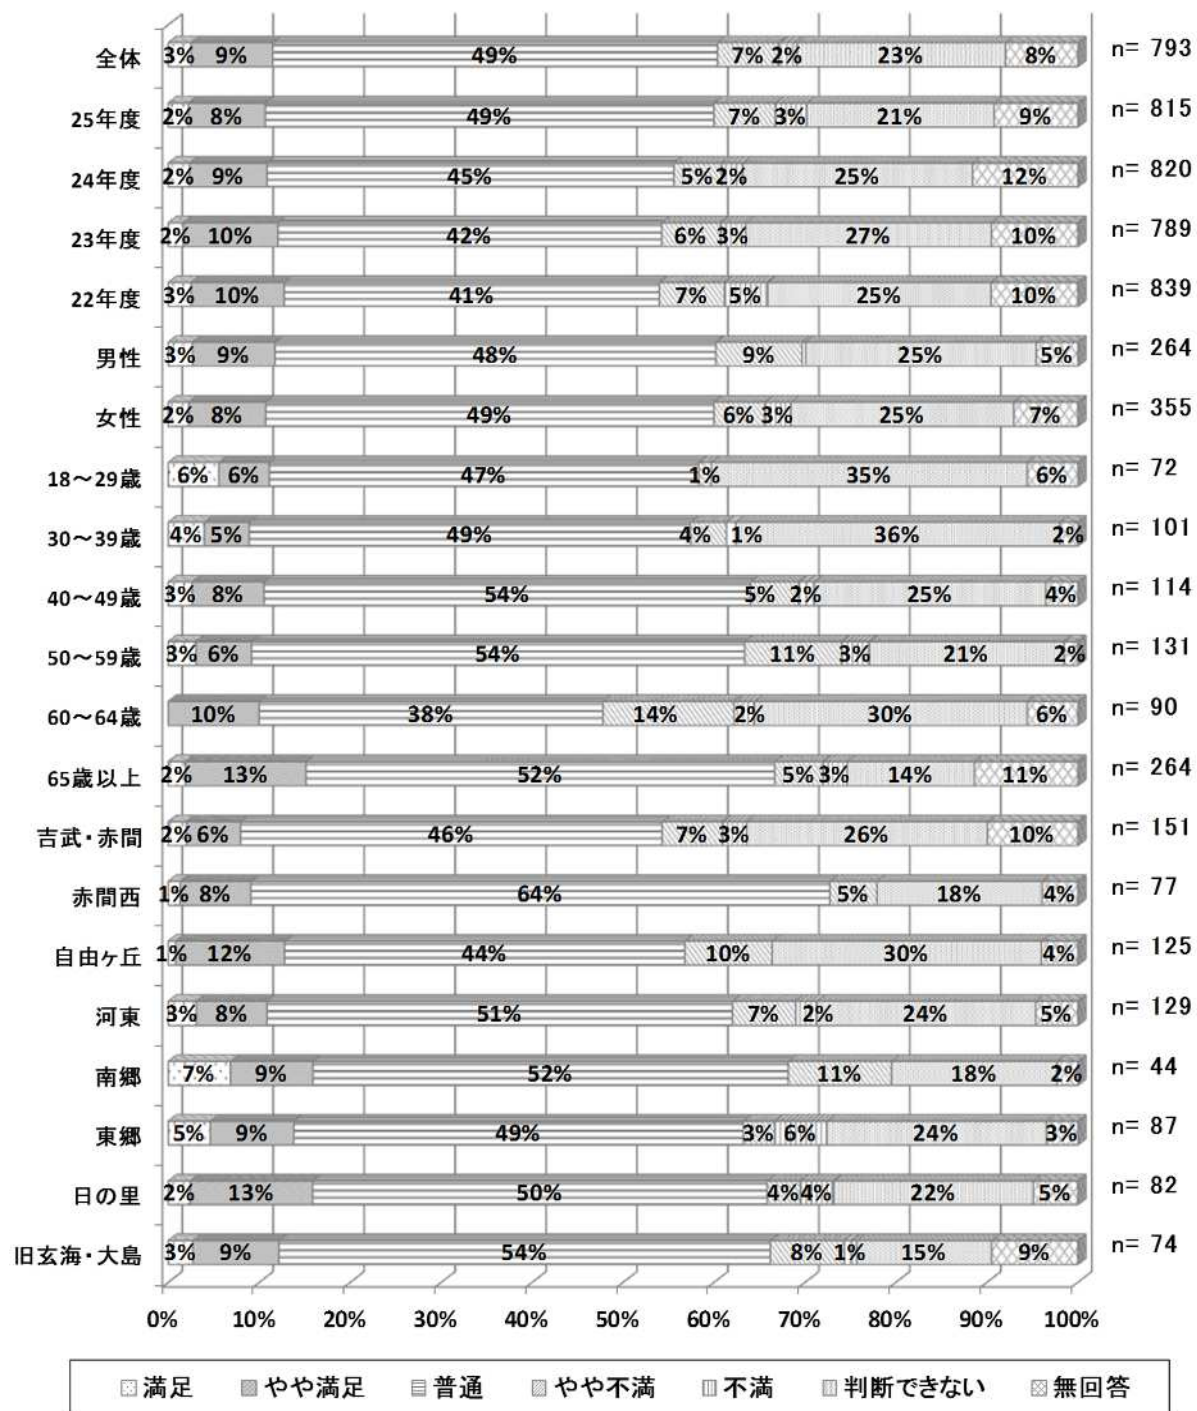 全体 3% 9% 49% 7% 2% 23% 8% n= 793
25年度 2% 8% 49% 7% 3% 21% 9% n= 815
24年度 2% 9% 45% 5% 2% 25% 12% n= 820
23年度 2% 10% 42% 6% 3% 27% 10% n= 789
22年度 3% 10% 41% 7% 5% 25% 10% n= 839
男性 3% 9% 48% 9% 25% 5% n= 264
女性 2% 8% 49% 6% 3% 25% 7% n= 355
18～29歳 6% 6% 47% 1% 35% 6% n= 72
30～39歳 4% 5% 49% 4% 1% 36% 2% n= 101
40～49歳 3% 8% 54% 5% 2% 25% 4% n= 114
50～59歳 3% 6% 54% 11% 3% 21% 2% n= 131
60～64歳 10% 38% 14% 2% 30% 6% n= 90
65歳以上 2% 13% 52% 5% 3% 14% 11% n= 264
吉武・赤間 2% 6% 46% 7% 3% 26% 10% n= 151
赤間西 1% 8% 64% 5% 18% 4% n= 77
自由ヶ丘 1% 12% 44% 10% 30% 4% n= 125
河東 3% 8% 51% 7% 2% 24% 5% n= 129
南郷 7% 9% 52% 11% 18% 2% n= 44
東郷 5% 9% 49% 3% 6% 24% 3% n= 87
日の里 2% 13% 50% 4% 4% 22% 5% n= 82
旧玄海・大島 3% 9% 54% 8% 1% 15% 9% n= 74
0% 10% 20% 30% 40% 50% 60% 70% 80% 90% 100%
満足 やや満足 普通 やや不満 不満 判断できない 無回答